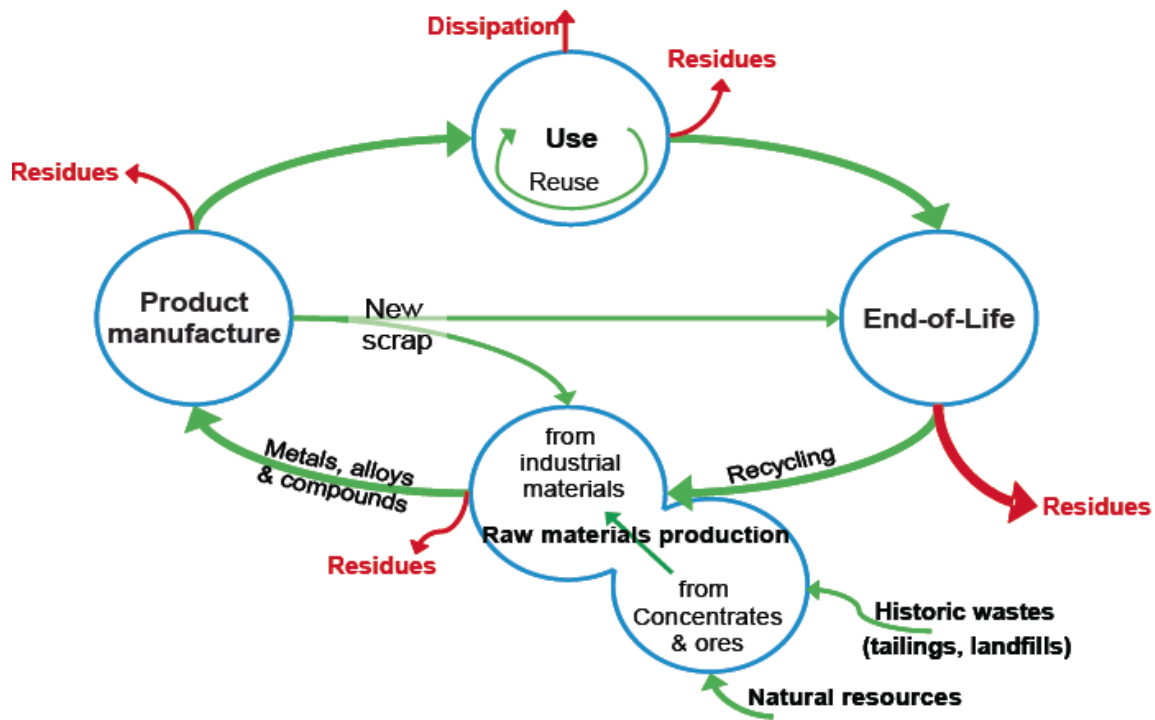 Dissipation
Residues
Use
Reuse
Residues
Product
manufacture
New
scrap
End-of-Life
from
industrial
materials
Metals, alloys
& compounds
Recycling
Residues
Raw materials production
Residues
from
Concentrates
& ores
Historic wastes
(tailings, landfills)
Natural resources